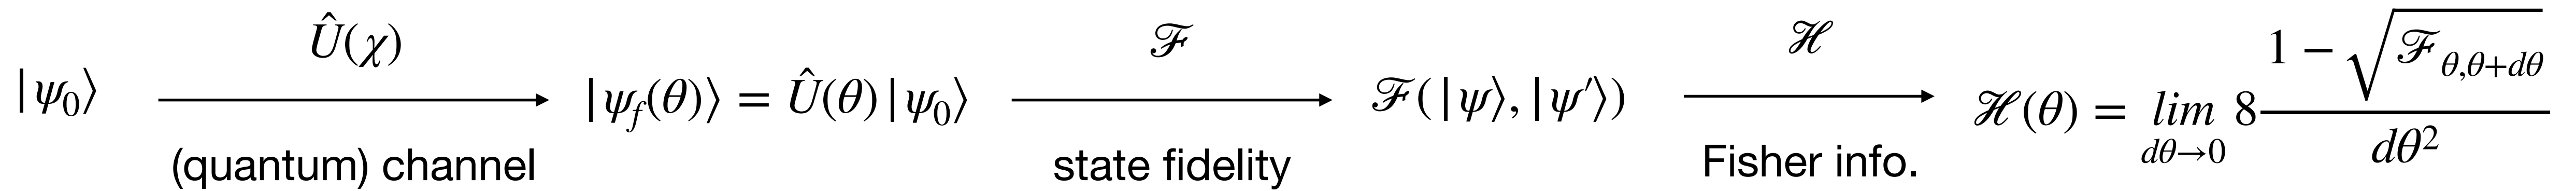 |ψ₀⟩
Û(χ)
(quantum) channel
|ψ_f(θ)⟩ = Û(θ) |ψ₀⟩
ℱ
state fidelity
ℱ( |ψ⟩, |ψ′⟩ )
ℋ
Fisher info.
ℋ(θ) = lim_{dθ→0} 8 (1 − √ℱ_{θ,θ+dθ}) / dθ²